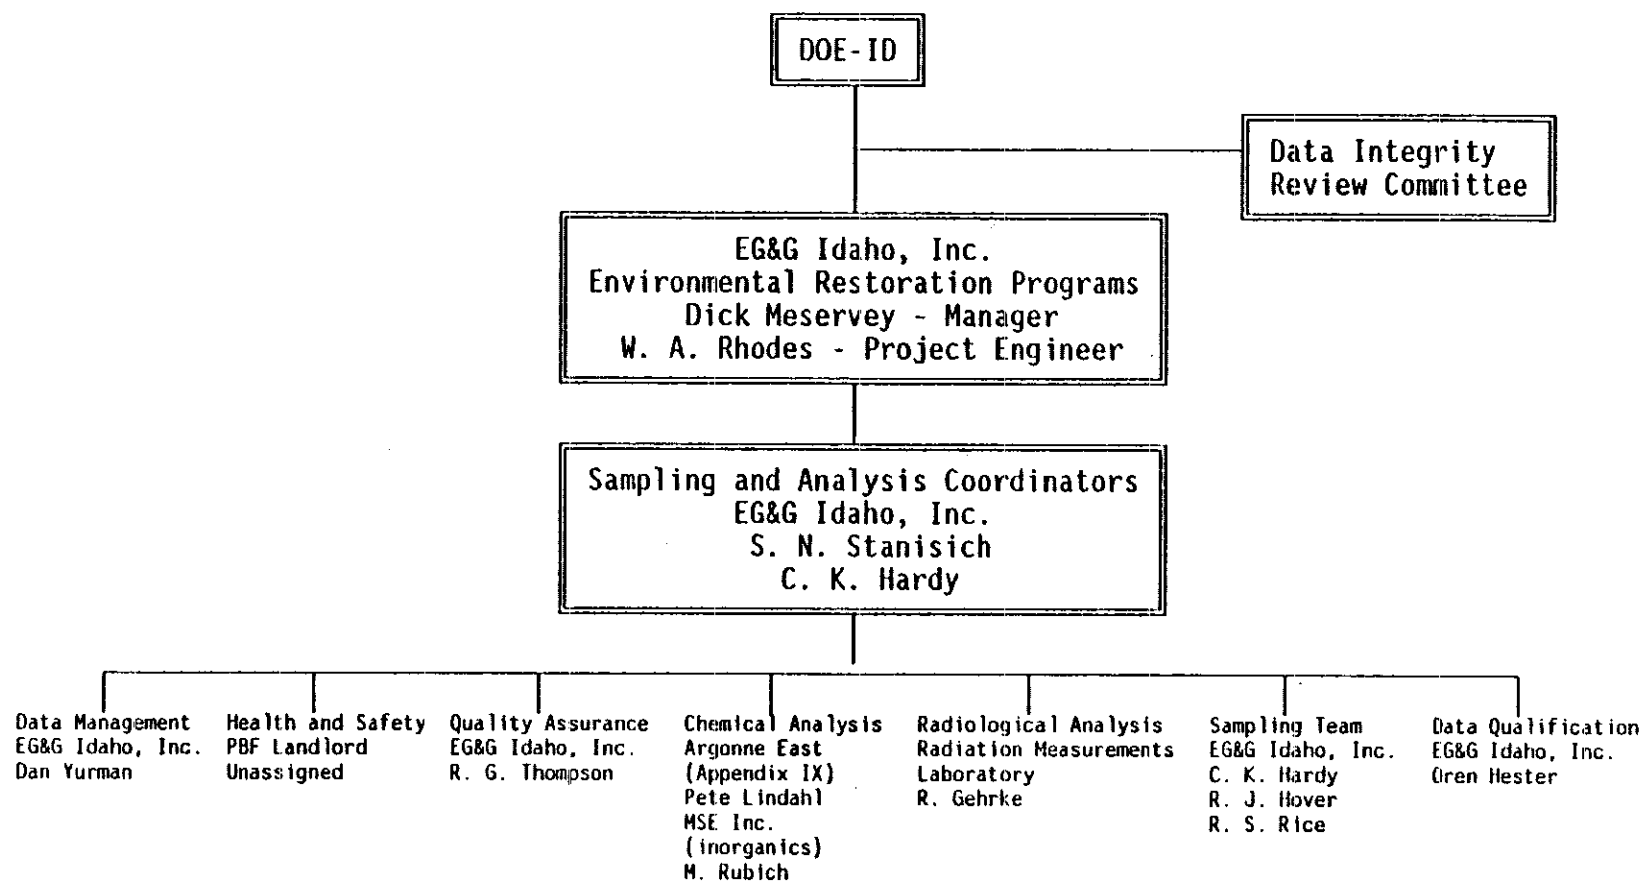 DOE-ID
Data Integrity
Review Committee
EG&G Idaho, Inc.
Environmental Restoration Programs
Dick Meservey - Manager
W. A. Rhodes - Project Engineer
Sampling and Analysis Coordinators
EG&G Idaho, Inc.
S. N. Stanisich
C. K. Hardy
Data Management
EG&G Idaho, Inc.
Dan Yurman
Health and Safety
PBF Landlord
Unassigned
Quality Assurance
EG&G Idaho, Inc.
R. G. Thompson
Chemical Analysis
Argonne East
(Appendix IX)
Pete Lindahl
MSE Inc.
(inorganics)
M. Rubich
Radiological Analysis
Radiation Measurements
Laboratory
R. Gehrke
Sampling Team
EG&G Idaho, Inc.
C. K. Hardy
R. J. Hover
R. S. Rice
Data Qualification
EG&G Idaho, Inc.
Oren Hester